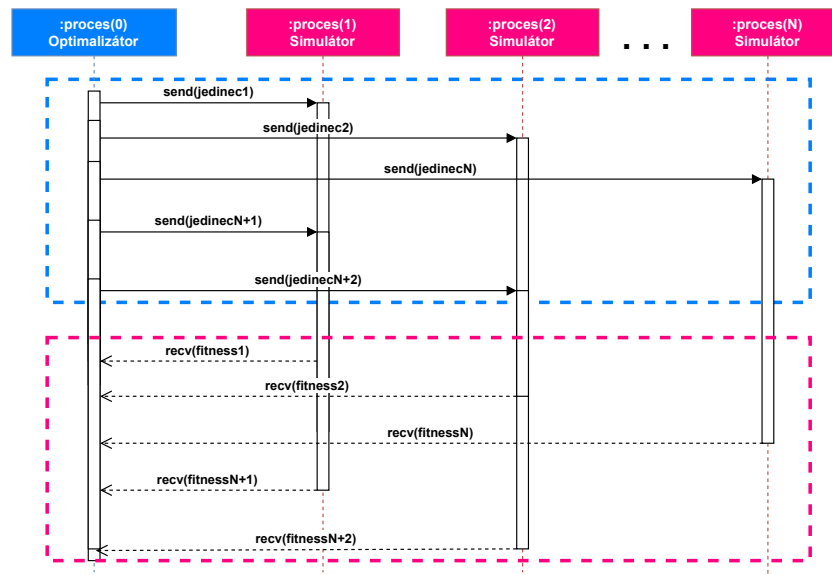 :proces(0)
Optimalizátor
:proces(1)
Simulátor
:proces(2)
Simulátor
. . .
:proces(N)
Simulátor
send(jedinec1)
send(jedinec2)
send(jedinecN)
send(jedinecN+1)
send(jedinecN+2)
recv(fitness1)
recv(fitness2)
recv(fitnessN)
recv(fitnessN+1)
recv(fitnessN+2)